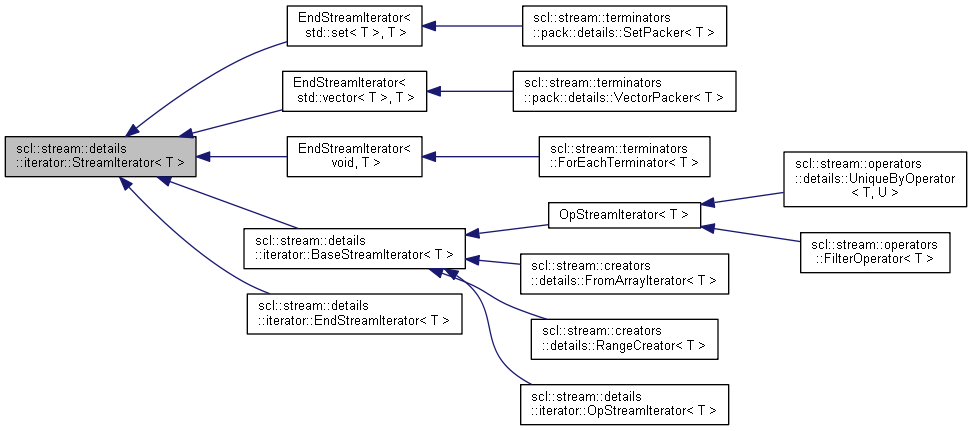 scl::stream::details
::iterator::StreamIterator< T >
EndStreamIterator<
std::set< T >, T >
scl::stream::terminators
::pack::details::SetPacker< T >
EndStreamIterator<
std::vector< T >, T >
scl::stream::terminators
::pack::details::VectorPacker< T >
EndStreamIterator<
void, T >
scl::stream::terminators
::ForEachTerminator< T >
scl::stream::details
::iterator::BaseStreamIterator< T >
OpStreamIterator< T >
scl::stream::operators
::details::UniqueByOperator
< T, U >
scl::stream::operators
::FilterOperator< T >
scl::stream::creators
::details::FromArrayIterator< T >
scl::stream::details
::iterator::EndStreamIterator< T >
scl::stream::creators
::details::RangeCreator< T >
scl::stream::details
::iterator::OpStreamIterator< T >